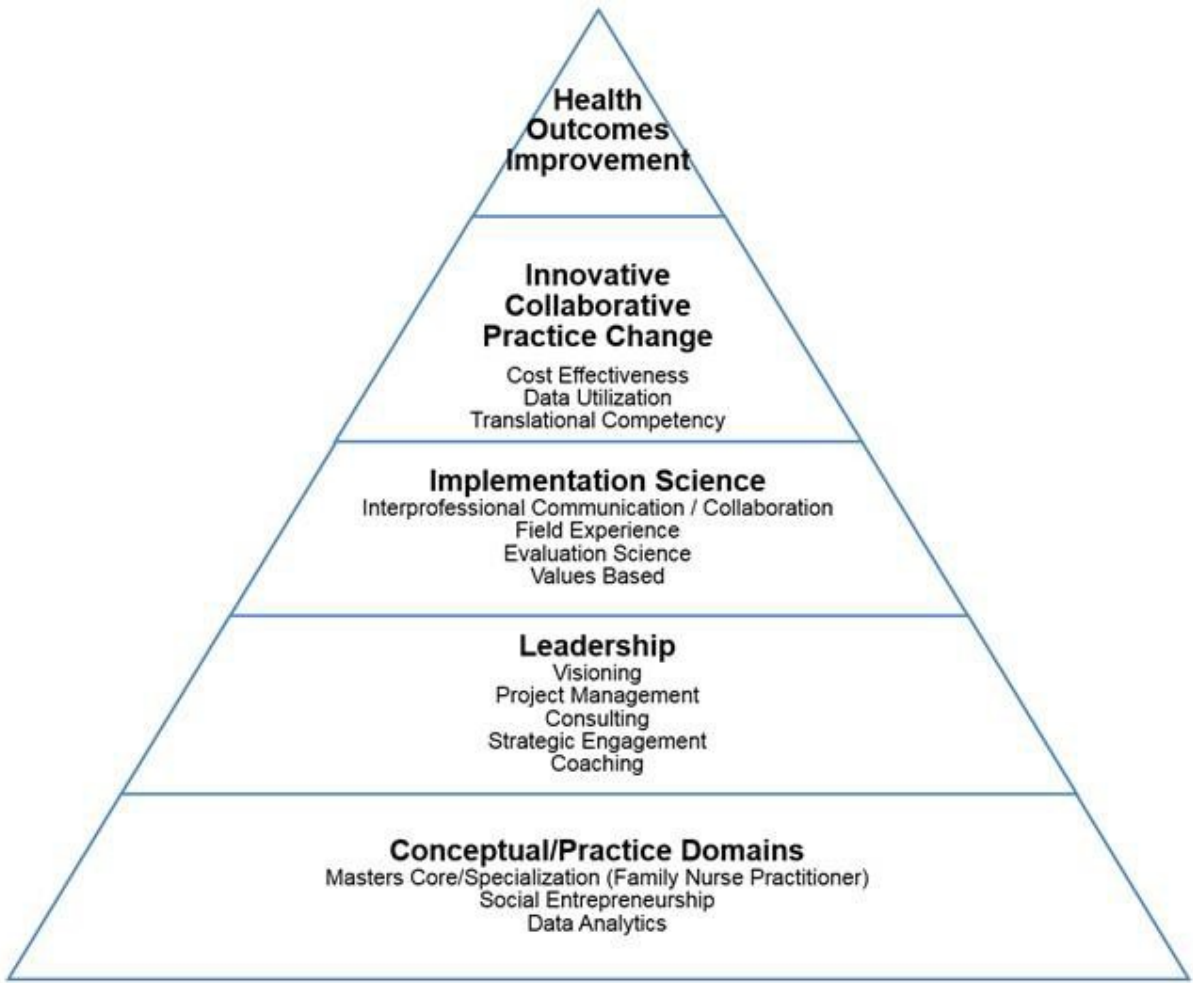 Health
Outcomes
Improvement
Innovative
Collaborative
Practice Change
Cost Effectiveness
Data Utilization
Translational Competency
Implementation Science
Interprofessional Communication / Collaboration
Field Experience
Evaluation Science
Values Based
Leadership
Visioning
Project Management
Consulting
Strategic Engagement
Coaching
Conceptual/Practice Domains
Masters Core/Specialization (Family Nurse Practitioner)
Social Entrepreneurship
Data Analytics